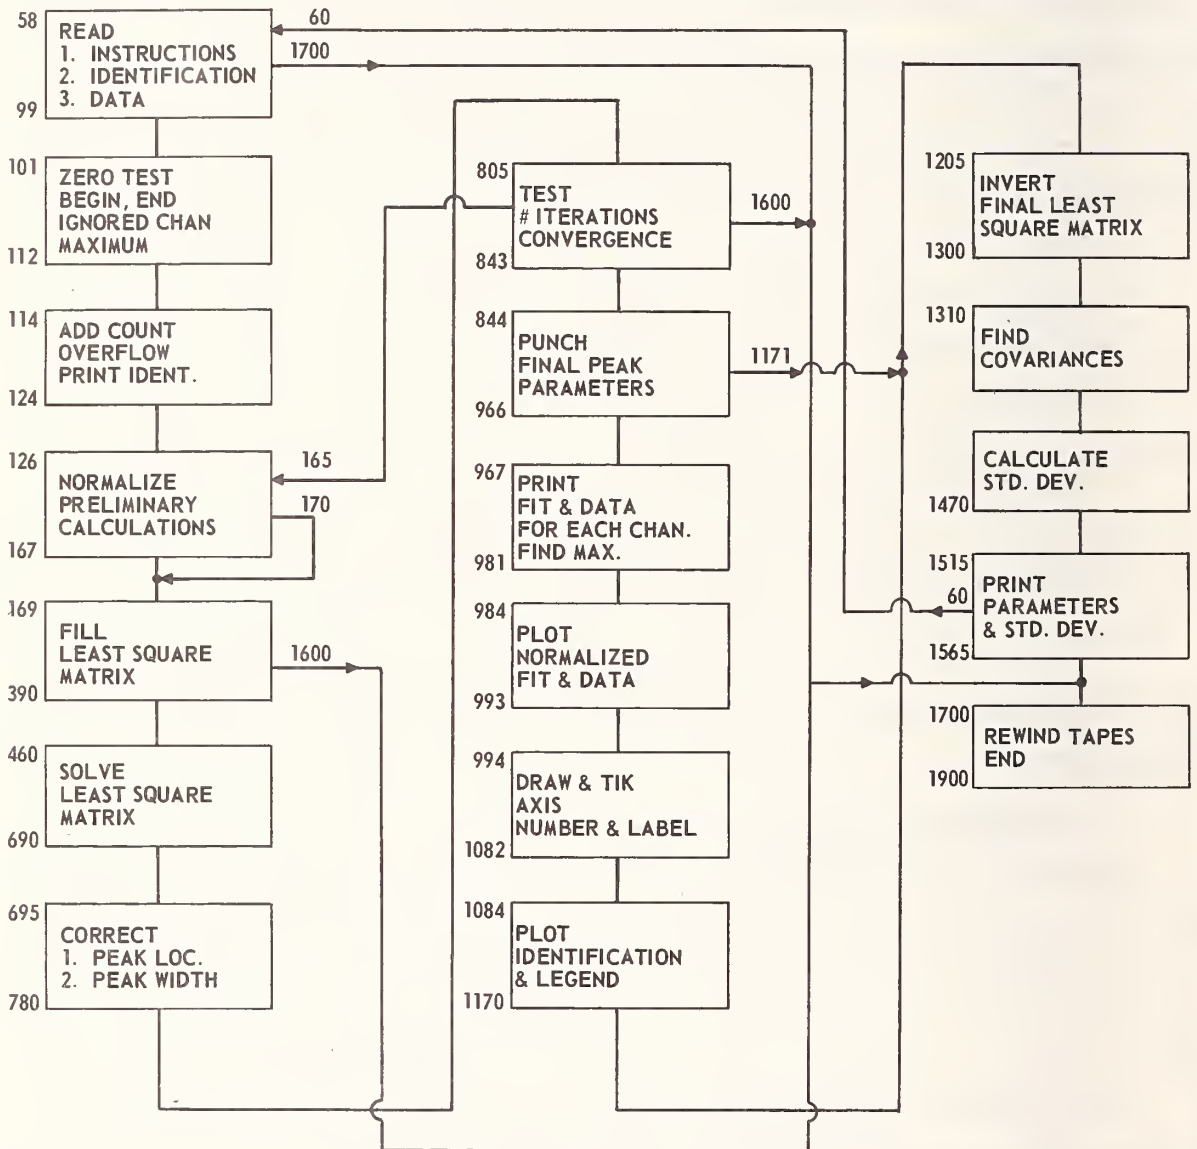 58
READ
1. INSTRUCTIONS
2. IDENTIFICATION
3. DATA
99
60
1700
101
ZERO TEST
BEGIN, END
IGNORED CHAN
MAXIMUM
112
114
ADD COUNT
OVERFLOW
PRINT IDENT.
124
126
NORMALIZE
PRELIMINARY
CALCULATIONS
167
165
170
169
FILL
LEAST SQUARE
MATRIX
390
1600
460
SOLVE
LEAST SQUARE
MATRIX
690
695
CORRECT
1. PEAK LOC.
2. PEAK WIDTH
780
805
TEST
# ITERATIONS
CONVERGENCE
843
1600
844
PUNCH
FINAL PEAK
PARAMETERS
966
1171
967
PRINT
FIT & DATA
FOR EACH CHAN.
FIND MAX.
981
984
PLOT
NORMALIZED
FIT & DATA
993
994
DRAW & TIK
AXIS
NUMBER & LABEL
1082
1084
PLOT
IDENTIFICATION
& LEGEND
1170
1205
INVERT
FINAL LEAST
SQUARE MATRIX
1300
1310
FIND
COVARIANCES
CALCULATE
STD. DEV.
1470
1515
60
PRINT
PARAMETERS
& STD. DEV.
1565
1700
REWIND TAPES
END
1900